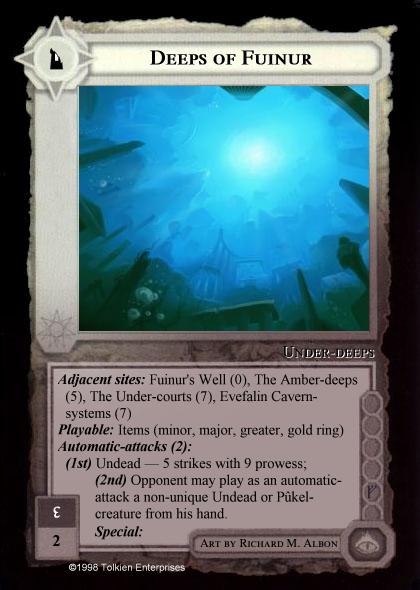 DEEPS OF FUINUR
UNDER-DEEPS
Adjacent sites: Fuinur's Well (0), The Amber-deeps
(5), The Under-courts (7), Evefalin Cavern-
systems (7)
Playable: Items (minor, major, greater, gold ring)
Automatic-attacks (2):
(1st) Undead — 5 strikes with 9 prowess;
(2nd) Opponent may play as an automatic-
attack a non-unique Undead or Pûkel-
creature from his hand.
Special:
ε
2
ART BY RICHARD M. ALBON
©1998 Tolkien Enterprises